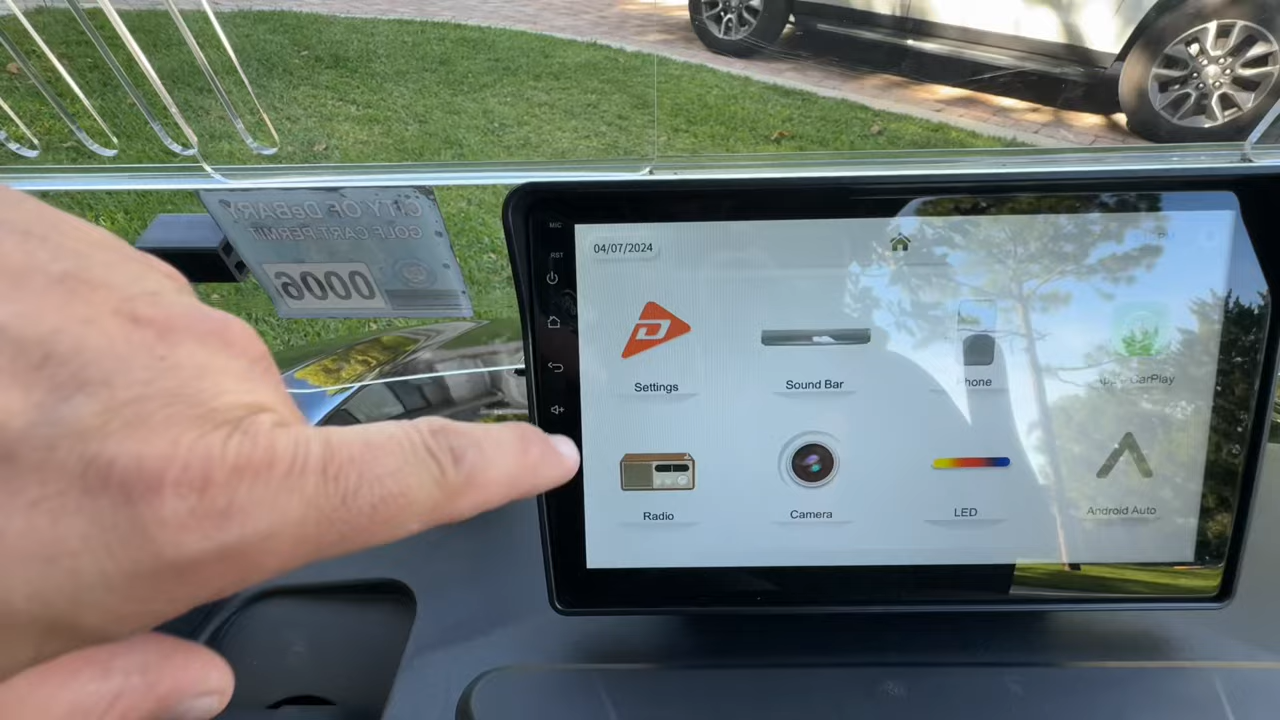 CITY OF DeBARY
GOLF CART PERMIT
0006
MIC
RST
04/07/2024
Settings
Sound Bar
Phone
CarPlay
Radio
Camera
LED
Android Auto